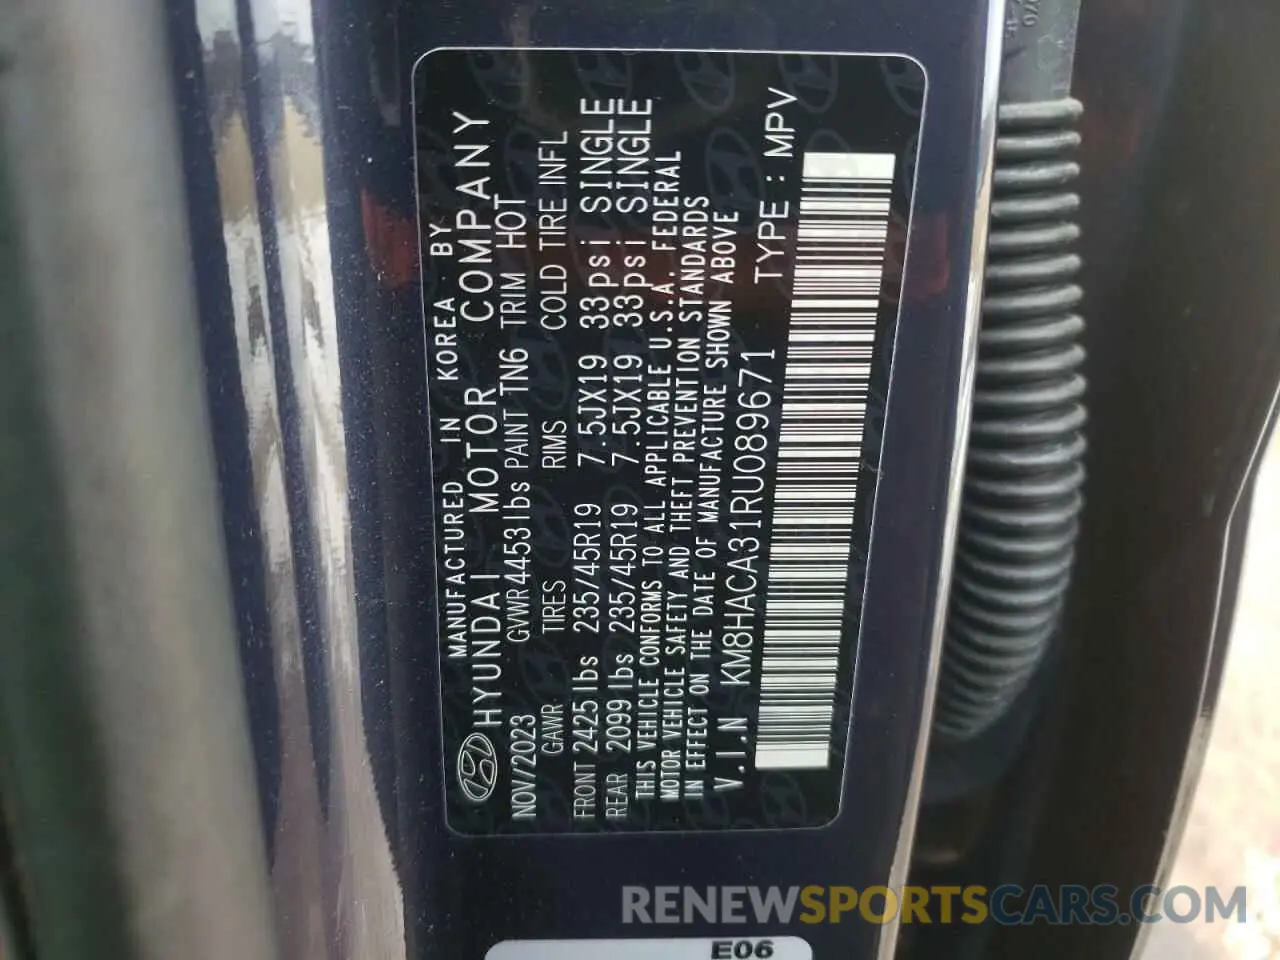 MANUFACTURED IN KOREA BY
HYUNDAI MOTOR COMPANY
NOV/2023 GVWR 4453 lbs PAINT TN6 TRIM HOT
GAWR TIRES RIMS COLD TIRE INFL
FRONT 2425 lbs 235/45R19 7.5JX19 33psi SINGLE
REAR 2099 lbs 235/45R19 7.5JX19 33psi SINGLE
THIS VEHICLE CONFORMS TO ALL APPLICABLE U.S.A. FEDERAL
MOTOR VEHICLE SAFETY AND THEFT PREVENTION STANDARDS
IN EFFECT ON THE DATE OF MANUFACTURE SHOWN ABOVE
V.I.N KM8HACA31RU089671 TYPE : MPV
E06
RENEWSPORTSCARS.COM